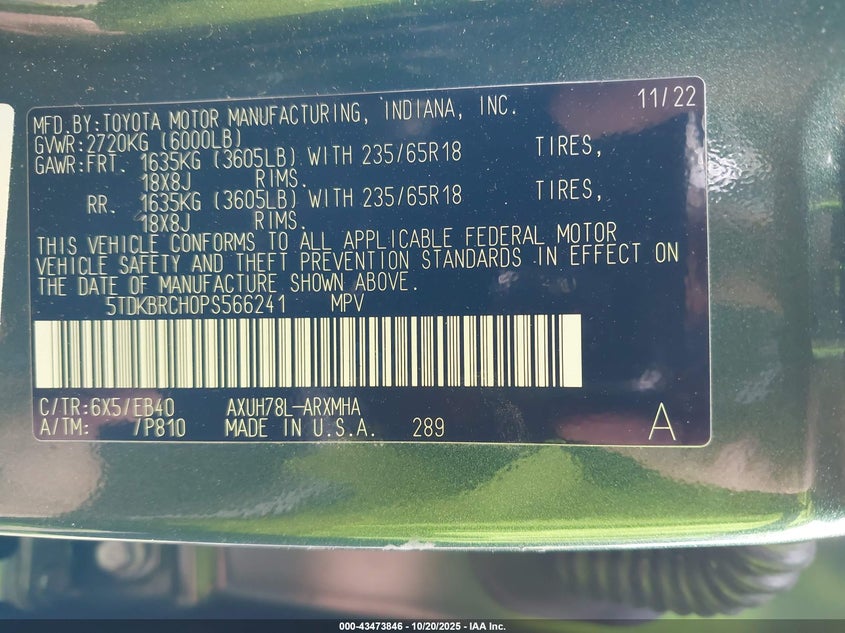 MFD.BY:TOYOTA MOTOR MANUFACTURING, INDIANA, INC. 11/22
GVWR:2720KG (6000LB)
GAWR:FRT. 1635KG (3605LB) WITH 235/65R18 TIRES,
18X8J RIMS.
RR. 1635KG (3605LB) WITH 235/65R18 TIRES,
18X8J RIMS.
THIS VEHICLE CONFORMS TO ALL APPLICABLE FEDERAL MOTOR
VEHICLE SAFETY AND THEFT PREVENTION STANDARDS IN EFFECT ON
THE DATE OF MANUFACTURE SHOWN ABOVE.
5TDKBRCH0PS566241 MPV
C/TR:6X5/EB40 AXUH78L-ARXMHA
A/TM: /P810 MADE IN U.S.A. 289 A
000-43473846 - 10/20/2025 - IAA Inc.